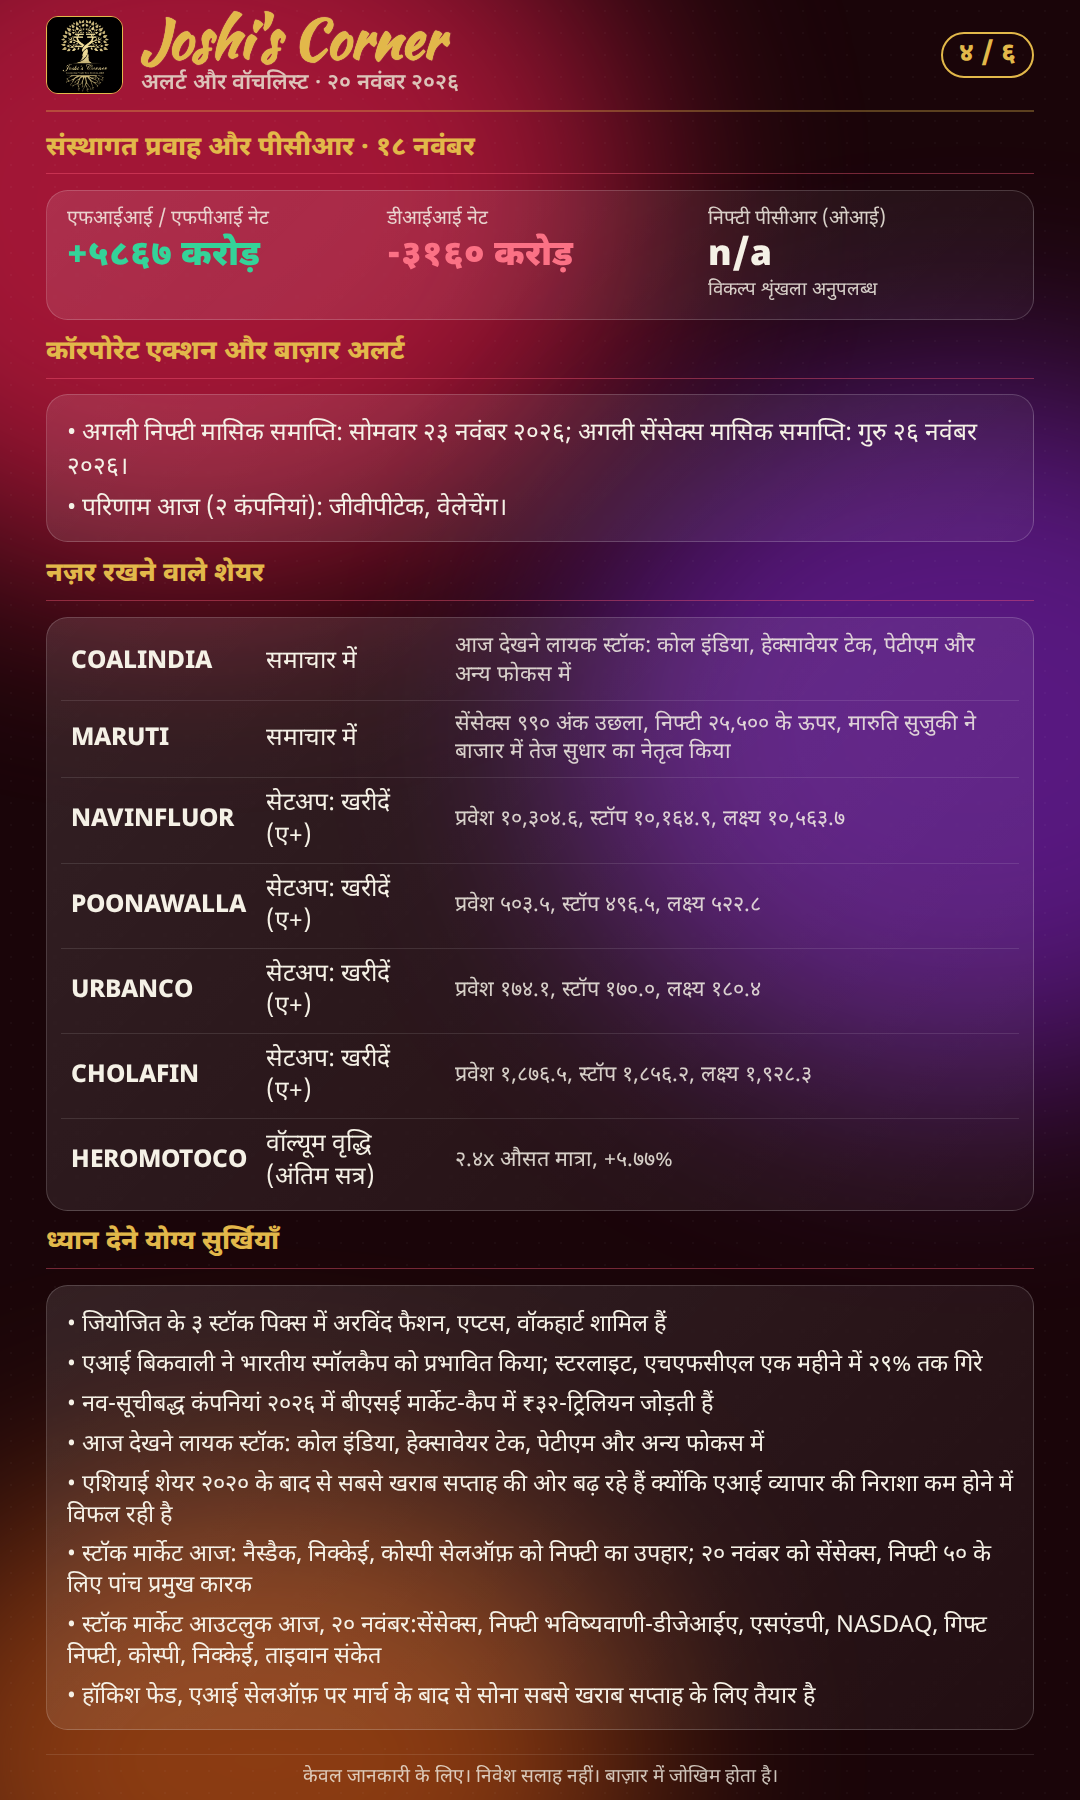 Joshi's Corner
अलर्ट और वॉचलिस्ट · २० नवंबर २०२६
४ / ६
संस्थागत प्रवाह और पीसीआर · १८ नवंबर
एफआईआई / एफपीआई नेट
+५८६७ करोड़
डीआईआई नेट
-३१६० करोड़
निफ्टी पीसीआर (ओआई)
n/a
विकल्प शृंखला अनुपलब्ध
कॉरपोरेट एक्शन और बाज़ार अलर्ट
• अगली निफ्टी मासिक समाप्ति: सोमवार २३ नवंबर २०२६; अगली सेंसेक्स मासिक समाप्ति: गुरु २६ नवंबर
२०२६।
• परिणाम आज (२ कंपनियां): जीवीपीटेक, वेलेचेंग।
नज़र रखने वाले शेयर
COALINDIA
समाचार में
आज देखने लायक स्टॉक: कोल इंडिया, हेक्सावेयर टेक, पेटीएम और
अन्य फोकस में
MARUTI
समाचार में
सेंसेक्स ९९० अंक उछला, निफ्टी २५,५०० के ऊपर, मारुति सुजुकी ने
बाजार में तेज सुधार का नेतृत्व किया
NAVINFLUOR
सेटअप: खरीदें
(ए+)
प्रवेश १०,३०४.६, स्टॉप १०,१६४.९, लक्ष्य १०,५६३.७
POONAWALLA
सेटअप: खरीदें
(ए+)
प्रवेश ५०३.५, स्टॉप ४९६.५, लक्ष्य ५२२.८
URBANCO
सेटअप: खरीदें
(ए+)
प्रवेश १७४.१, स्टॉप १७०.०, लक्ष्य १८०.४
CHOLAFIN
सेटअप: खरीदें
(ए+)
प्रवेश १,८७६.५, स्टॉप १,८५६.२, लक्ष्य १,९२८.३
HEROMOTOCO
वॉल्यूम वृद्धि
(अंतिम सत्र)
२.४x औसत मात्रा, +५.७७%
ध्यान देने योग्य सुर्खियाँ
• जियोजित के ३ स्टॉक पिक्स में अरविंद फैशन, एप्टस, वॉकहार्ट शामिल हैं
• एआई बिकवाली ने भारतीय स्मॉलकैप को प्रभावित किया; स्टरलाइट, एचएफसीएल एक महीने में २९% तक गिरे
• नव-सूचीबद्ध कंपनियां २०२६ में बीएसई मार्केट-कैप में ₹३२-ट्रिलियन जोड़ती हैं
• आज देखने लायक स्टॉक: कोल इंडिया, हेक्सावेयर टेक, पेटीएम और अन्य फोकस में
• एशियाई शेयर २०२० के बाद से सबसे खराब सप्ताह की ओर बढ़ रहे हैं क्योंकि एआई व्यापार की निराशा कम होने में
विफल रही है
• स्टॉक मार्केट आज: नैस्डैक, निक्केई, कोस्पी सेलऑफ़ को निफ्टी का उपहार; २० नवंबर को सेंसेक्स, निफ्टी ५० के
लिए पांच प्रमुख कारक
• स्टॉक मार्केट आउटलुक आज, २० नवंबर:सेंसेक्स, निफ्टी भविष्यवाणी-डीजेआईए, एसएंडपी, NASDAQ, गिफ्ट
निफ्टी, कोस्पी, निक्केई, ताइवान संकेत
• हॉकिश फेड, एआई सेलऑफ़ पर मार्च के बाद से सोना सबसे खराब सप्ताह के लिए तैयार है
केवल जानकारी के लिए। निवेश सलाह नहीं। बाज़ार में जोखिम होता है।